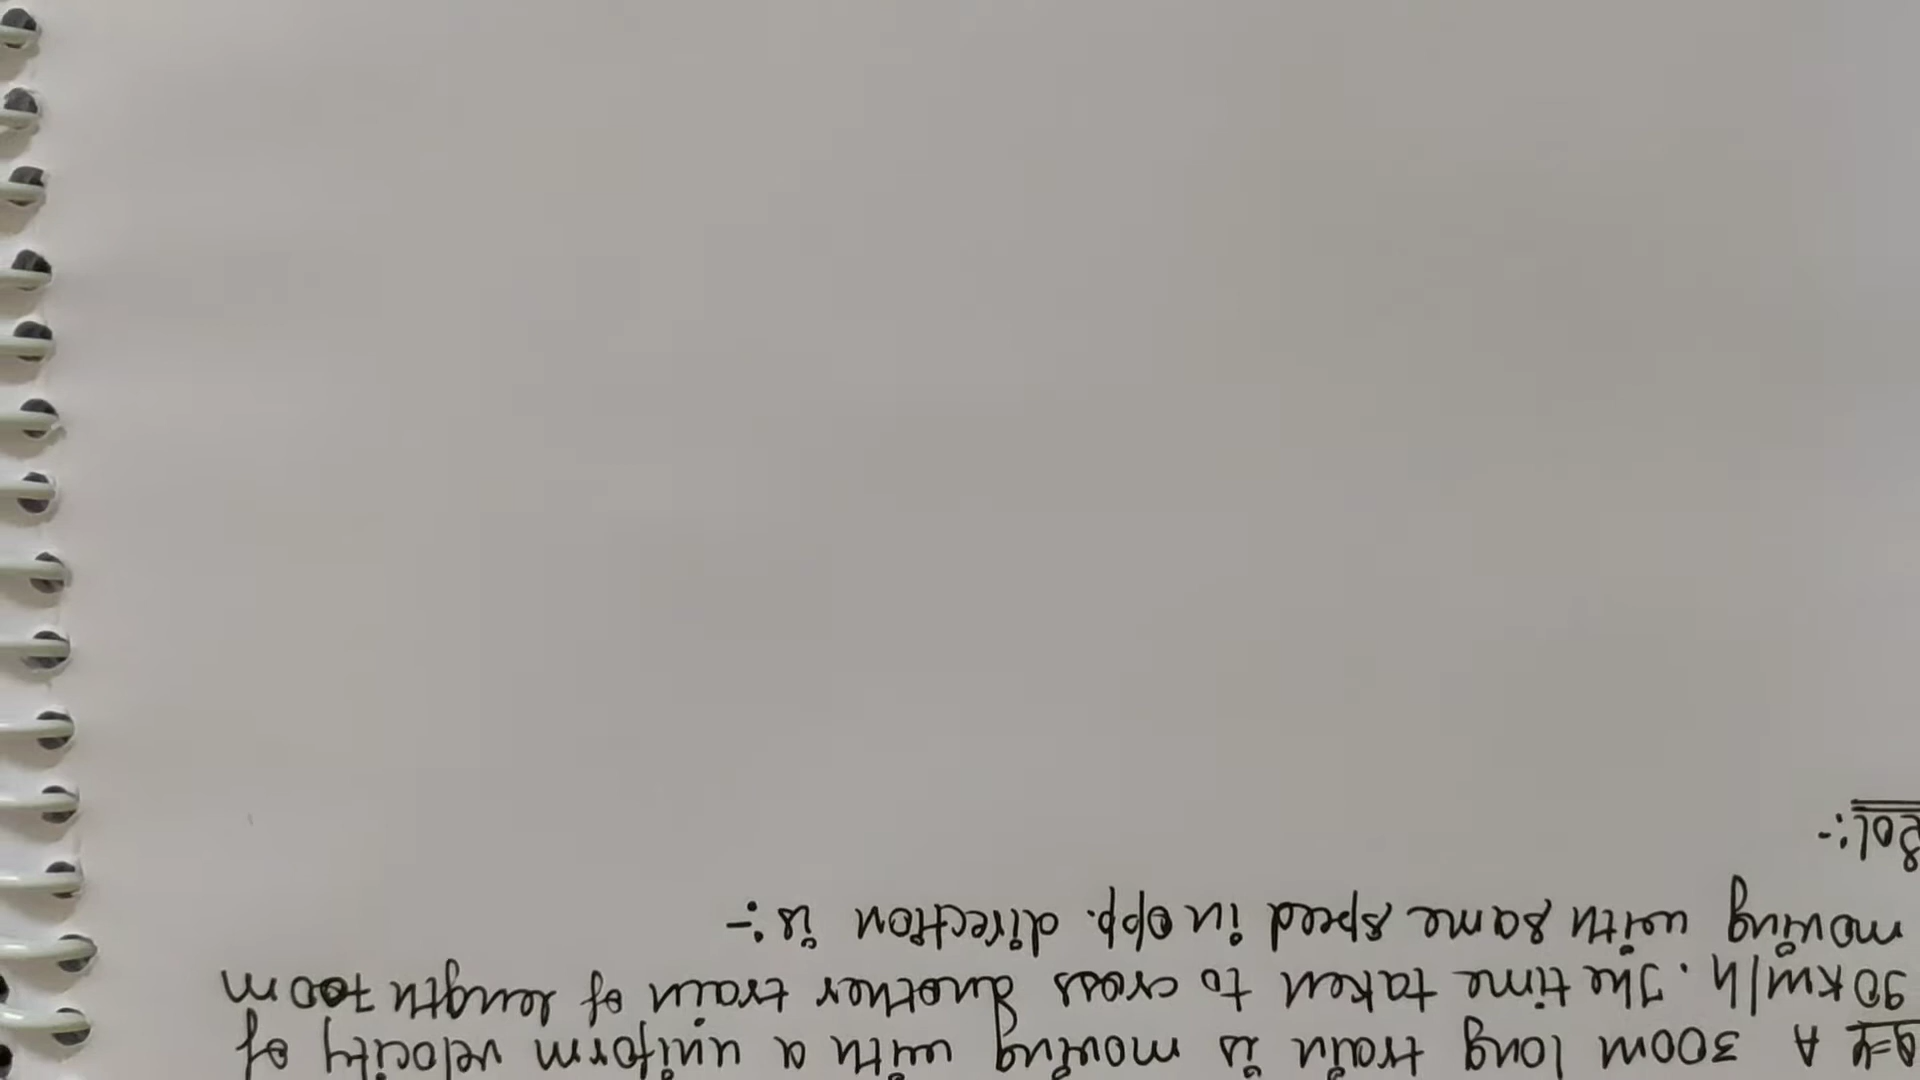 Q=4 A 300m long train is moving with a uniform velocity of
90km/h. The time taken to cross another train of length 700m
moving with same speed in opp. direction is:-
Sol:-